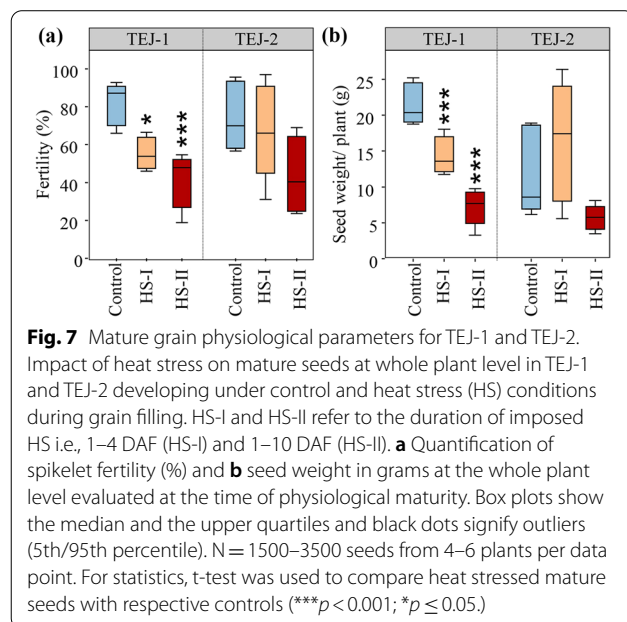 (a)
TEJ-1 TEJ-2
Fertility (%)
100
80
60
40
20
0
*
***
Control HS-I HS-II Control HS-I HS-II
(b)
TEJ-1 TEJ-2
Seed weight/ plant (g)
25
20
15
10
5
0
***
***
Control HS-I HS-II Control HS-I HS-II
Fig. 7 Mature grain physiological parameters for TEJ-1 and TEJ-2.
Impact of heat stress on mature seeds at whole plant level in TEJ-1
and TEJ-2 developing under control and heat stress (HS) conditions
during grain filling. HS-I and HS-II refer to the duration of imposed
HS i.e., 1–4 DAF (HS-I) and 1–10 DAF (HS-II). a Quantification of
spikelet fertility (%) and b seed weight in grams at the whole plant
level evaluated at the time of physiological maturity. Box plots show
the median and the upper quartiles and black dots signify outliers
(5th/95th percentile). N = 1500–3500 seeds from 4–6 plants per data
point. For statistics, t-test was used to compare heat stressed mature
seeds with respective controls (***p < 0.001; *p ≤ 0.05.)